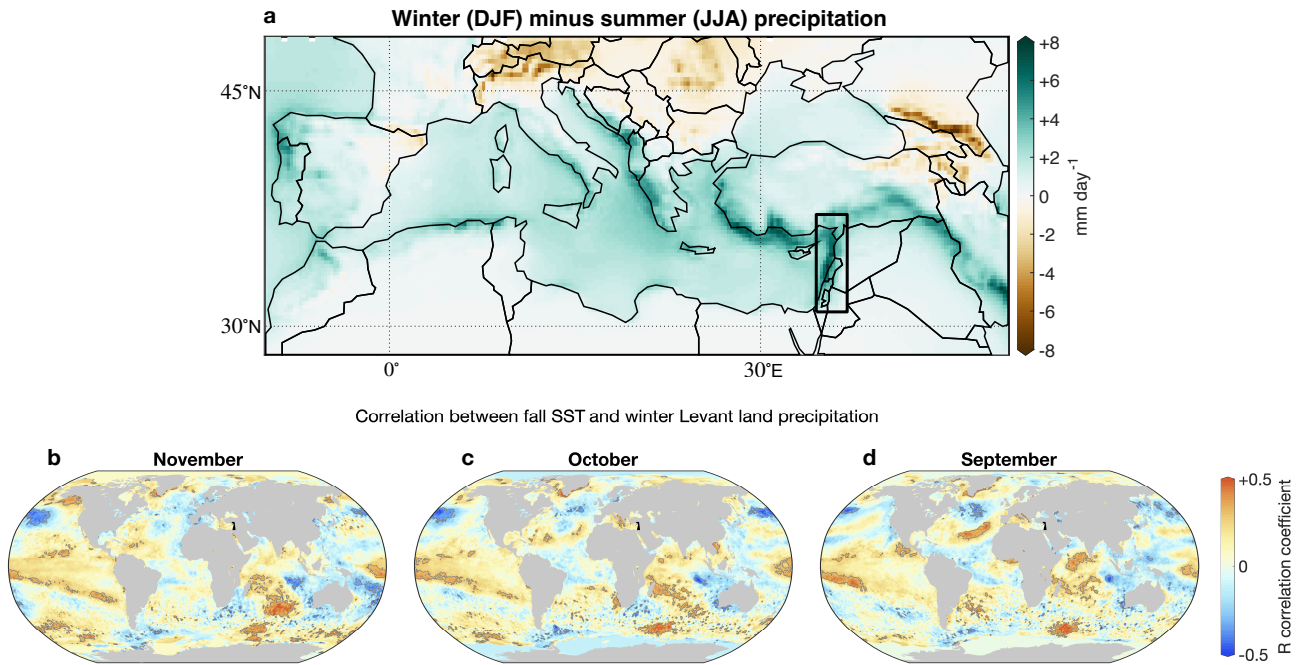 a
Winter (DJF) minus summer (JJA) precipitation
45°N
30°N
0°
30°E
+8
+6
+4
+2
0
-2
-4
-6
-8
mm day-1
Correlation between fall SST and winter Levant land precipitation
b
November
c
October
d
September
+0.5
0
-0.5
R correlation coefficient